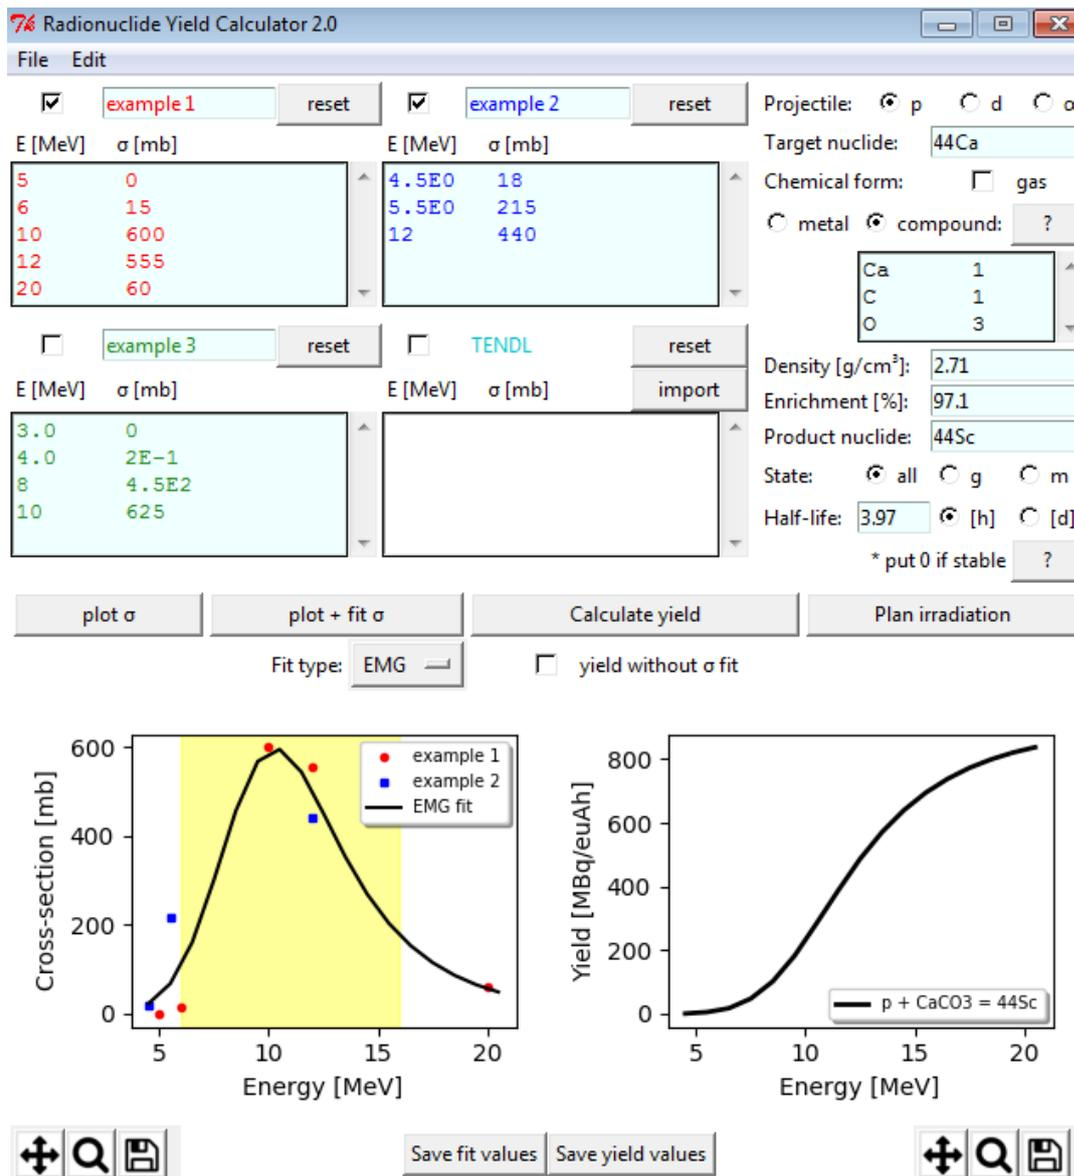 Radionuclide Yield Calculator 2.0
File Edit
example 1 reset example 2 reset Projectile: p d α
E [MeV] σ [mb] E [MeV] σ [mb] Target nuclide: 44Ca
5 0 4.5E0 18 Chemical form: gas
6 15 5.5E0 215 metal compound: ?
10 600 12 440
12 555 Ca 1
20 60 C 1
O 3
example 3 reset TENDL reset
Density [g/cm³]: 2.71
E [MeV] σ [mb] E [MeV] σ [mb] import
Enrichment [%]: 97.1
3.0 0 Product nuclide: 44Sc
4.0 2E-1
8 4.5E2 State: all g m
10 625 Half-life: 3.97 [h] [d]
* put 0 if stable ?
plot σ plot + fit σ Calculate yield Plan irradiation
Fit type: EMG yield without σ fit
Cross-section [mb]
600
400
200
0
5 10 15 20
Energy [MeV]
example 1
example 2
EMG fit
Yield [MBq/euAh]
800
600
400
200
0
5 10 15 20
Energy [MeV]
p + CaCO3 = 44Sc
Save fit values Save yield values